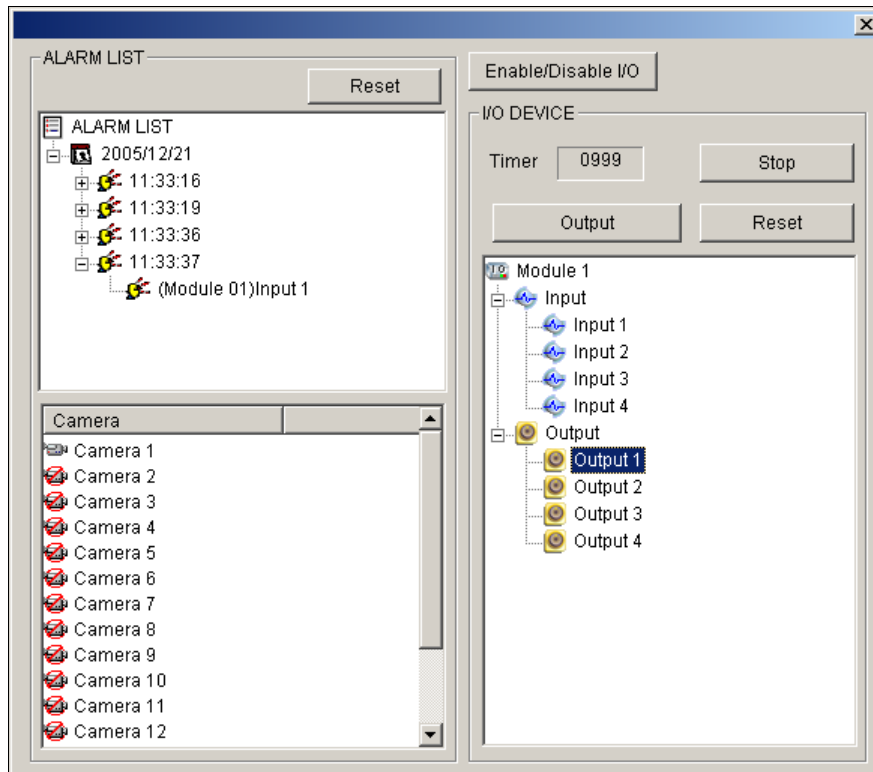 ALARM LIST
Reset
ALARM LIST
2005/12/21
11:33:16
11:33:19
11:33:36
11:33:37
(Module 01)Input 1
Camera
Camera 1
Camera 2
Camera 3
Camera 4
Camera 5
Camera 6
Camera 7
Camera 8
Camera 9
Camera 10
Camera 11
Camera 12
Enable/Disable I/O
I/O DEVICE
Timer 0999 Stop
Output Reset
Module 1
Input
Input 1
Input 2
Input 3
Input 4
Output
Output 1
Output 2
Output 3
Output 4